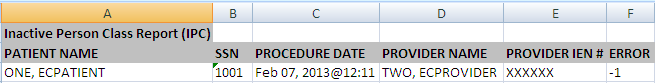 A B C D E F
Inactive Person Class Report (IPC)
PATIENT NAME SSN PROCEDURE DATE PROVIDER NAME PROVIDER IEN # ERROR
ONE, ECPATIENT 1001 Feb 07, 2013@12:11 TWO, ECPROVIDER XXXXXX -1